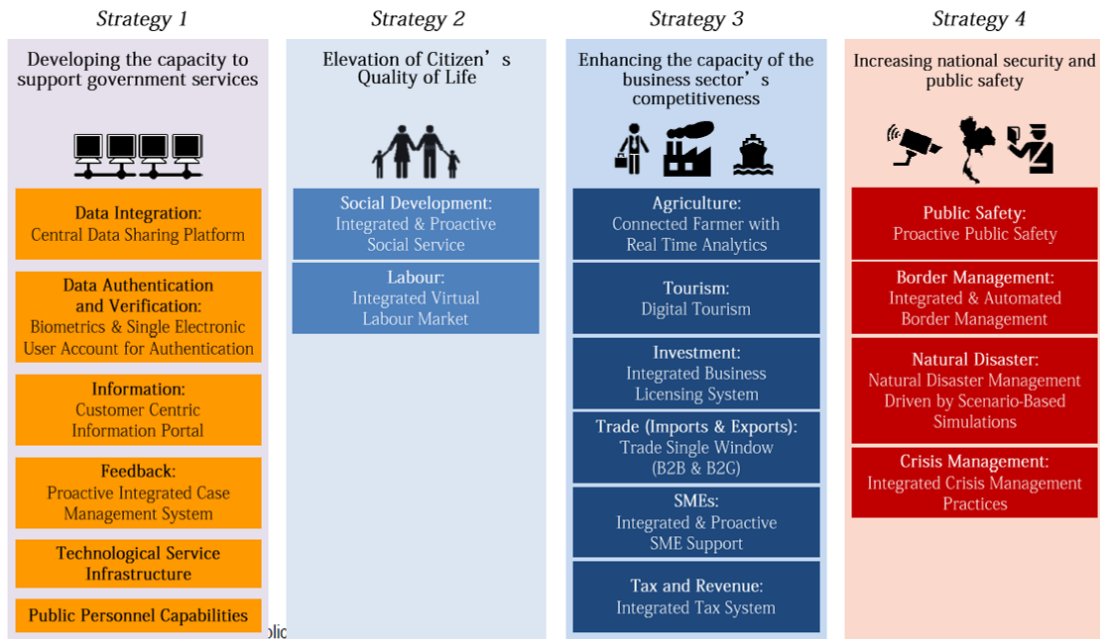 Strategy 1
Developing the capacity to
support government services
Data Integration:
Central Data Sharing Platform
Data Authentication
and Verification:
Biometrics & Single Electronic
User Account for Authentication
Information:
Customer Centric
Information Portal
Feedback:
Proactive Integrated Case
Management System
Technological Service
Infrastructure
Public Personnel Capabilities
Strategy 2
Elevation of Citizen’s
Quality of Life
Social Development:
Integrated & Proactive
Social Service
Labour:
Integrated Virtual
Labour Market
Strategy 3
Enhancing the capacity of the
business sector’s
competitiveness
Agriculture:
Connected Farmer with
Real Time Analytics
Tourism:
Digital Tourism
Investment:
Integrated Business
Licensing System
Trade (Imports & Exports):
Trade Single Window
(B2B & B2G)
SMEs:
Integrated & Proactive
SME Support
Tax and Revenue:
Integrated Tax System
Strategy 4
Increasing national security and
public safety
Public Safety:
Proactive Public Safety
Border Management:
Integrated & Automated
Border Management
Natural Disaster:
Natural Disaster Management
Driven by Scenario-Based
Simulations
Crisis Management:
Integrated Crisis Management
Practices